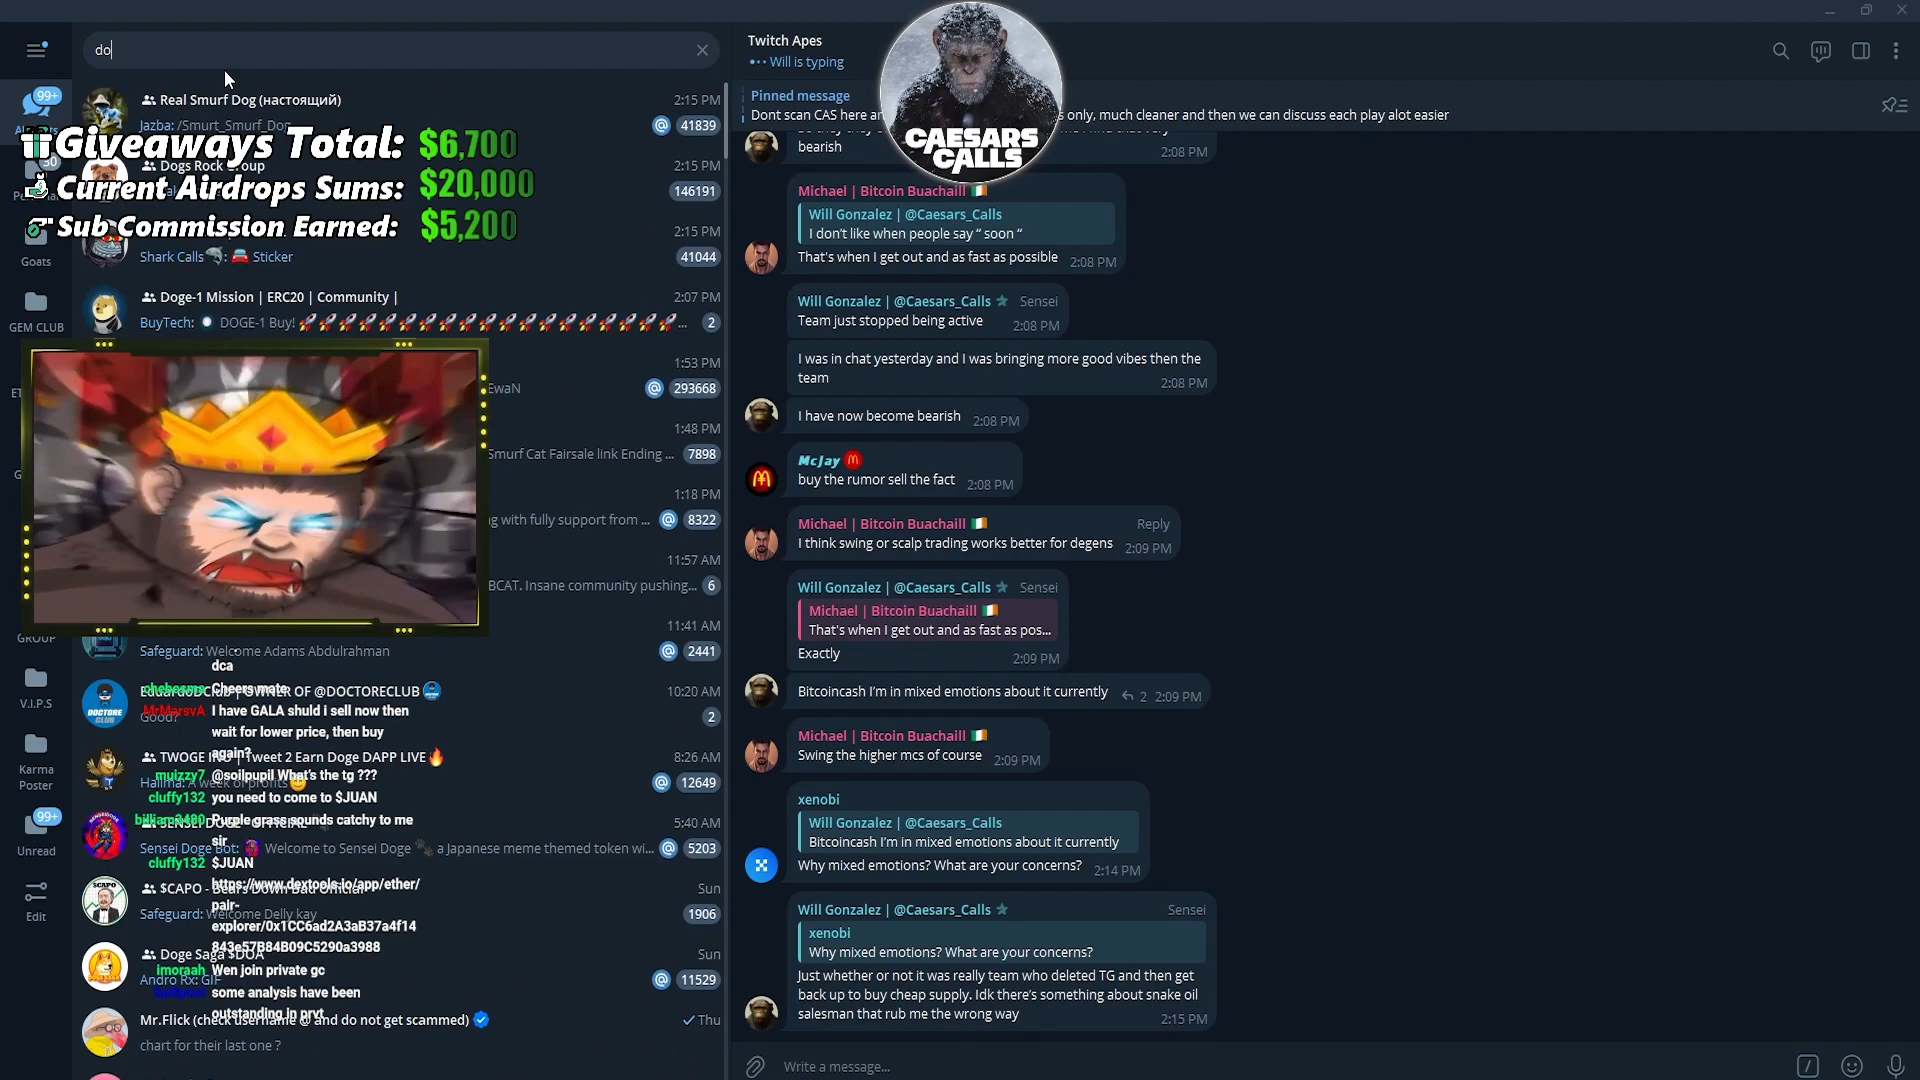 do
Real Smurf Dog (настоящий)
2:15 PM
Jazba: /Smurt_Smurf_Dog
@ 41839
99+
Giveaways Total: $6,700
Dogs Rock
2:15 PM
146191
Current Airdrops Sums: $20,000
Sub Commission Earned: $5,200
2:15 PM
Shark Calls: Sticker
41044
Goats
Doge-1 Mission | ERC20 | Community |
2:07 PM
BuyTech: DOGE-1 Buy!
...
2
GEM CLUB
1:53 PM
EwaN
@ 293668
1:48 PM
Smurf Cat Fairsale link Ending ...
7898
1:18 PM
g with fully support from ...
@ 8322
11:57 AM
BCAT. Insane community pushing...
6
11:41 AM
GROUP
Safeguard: Welcome Adams Abdulrahman
@ 2441
V.I.P.S
OWNER OF @DOCTORECLUB
10:20 AM
Good?
2
DOCTORE
CLUB
TWOGE INU | Tweet 2 Earn Doge DAPP LIVE
8:26 AM
Halima: A week of profits
@ 12649
Karma
Poster
5:40 AM
Sensei Doge Bot: Welcome to Sensei Doge a Japanese meme themed token wi...
@ 5203
99+
Unread
$CAPO - Bears Down Bad Official
Sun
Safeguard: Welcome Delly kay
1906
SCAPO
Edit
Doge Saga $DGA
Sun
Andro Rx: GIF
@ 11529
Mr.Flick (check username @ and do not get scammed)
Thu
chart for their last one ?
dca
Cheers mate
MrMarsvA I have GALA shuld i sell now then
wait for lower price, then buy
again?
muizzy7 @soilpupil What's the tg ???
cluffy132 you need to come to $JUAN
billiam3400 Purple grass sounds catchy to me
sir
cluffy132 $JUAN
https://www.dextools.io/app/ether/
pair-
explorer/0x1CC6ad2A3aB37a4f14
843e57B84B09C5290a3988
imoraah Wen join private gc
some analysis have been
outstanding in prvt
Twitch Apes
Will is typing
CAESARS
CALLS
Pinned message
Dont scan CAS here an
s only, much cleaner and then we can discuss each play alot easier
bearish
2:08 PM
Michael | Bitcoin Buachaill
Will Gonzalez | @Caesars_Calls
I don't like when people say “ soon “
That's when I get out and as fast as possible 2:08 PM
Will Gonzalez | @Caesars_Calls Sensei
Team just stopped being active 2:08 PM
I was in chat yesterday and I was bringing more good vibes then the
team
2:08 PM
I have now become bearish 2:08 PM
McJay
buy the rumor sell the fact 2:08 PM
Michael | Bitcoin Buachaill Reply
I think swing or scalp trading works better for degens 2:09 PM
Will Gonzalez | @Caesars_Calls Sensei
Michael | Bitcoin Buachaill
That's when I get out and as fast as pos...
Exactly 2:09 PM
Bitcoincash I'm in mixed emotions about it currently 2 2:09 PM
Michael | Bitcoin Buachaill
Swing the higher mcs of course 2:09 PM
xenobi
Will Gonzalez | @Caesars_Calls
Bitcoincash I'm in mixed emotions about it currently
Why mixed emotions? What are your concerns? 2:14 PM
Will Gonzalez | @Caesars_Calls Sensei
xenobi
Why mixed emotions? What are your concerns?
Just whether or not it was really team who deleted TG and then get
back up to buy cheap supply. Idk there's something about snake oil
salesman that rub me the wrong way 2:15 PM
Write a message...